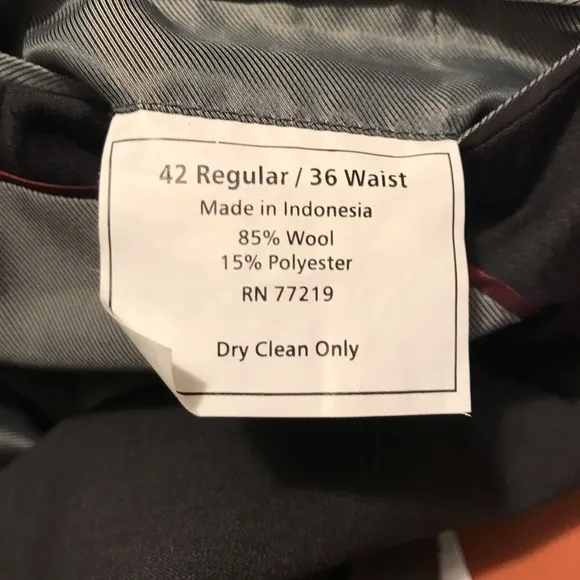 42 Regular / 36 Waist
Made in Indonesia
85% Wool
15% Polyester
RN 77219
Dry Clean Only